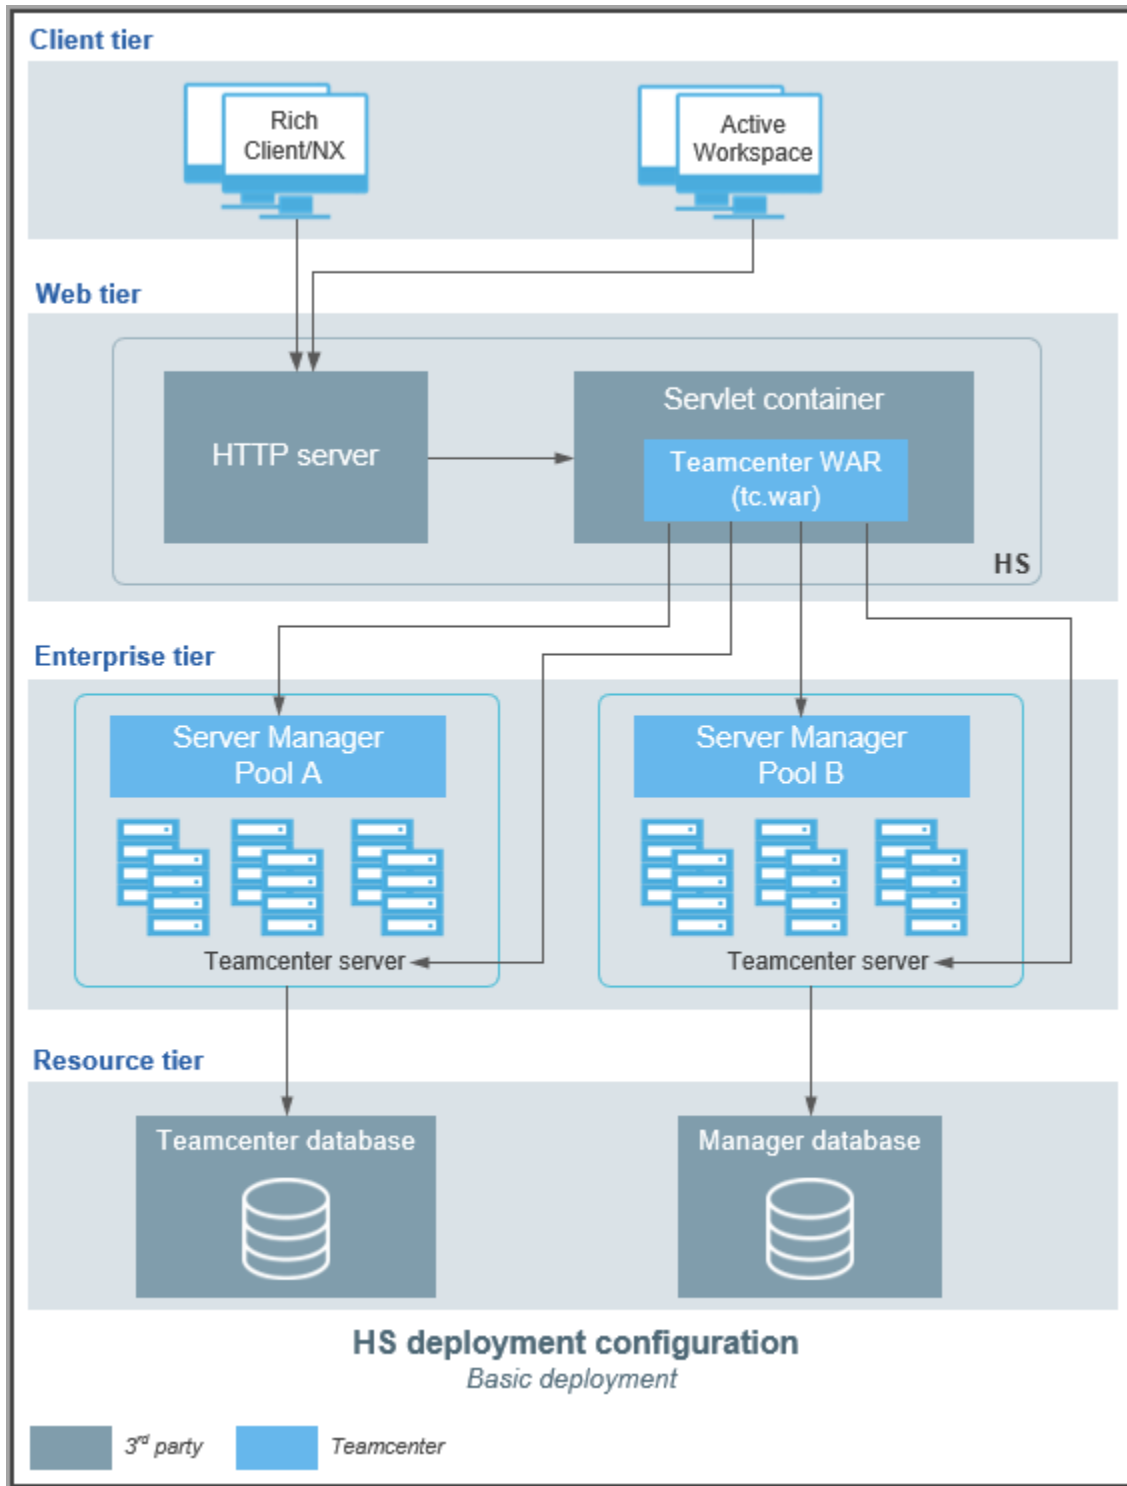 Client tier
Rich
Client/NX
Active
Workspace
Web tier
HTTP server
Servlet container
Teamcenter WAR
(tc.war)
HS
Enterprise tier
Server Manager
Pool A
Server Manager
Pool B
Teamcenter server
Teamcenter server
Resource tier
Teamcenter database
Manager database
HS deployment configuration
Basic deployment
3rd party
Teamcenter